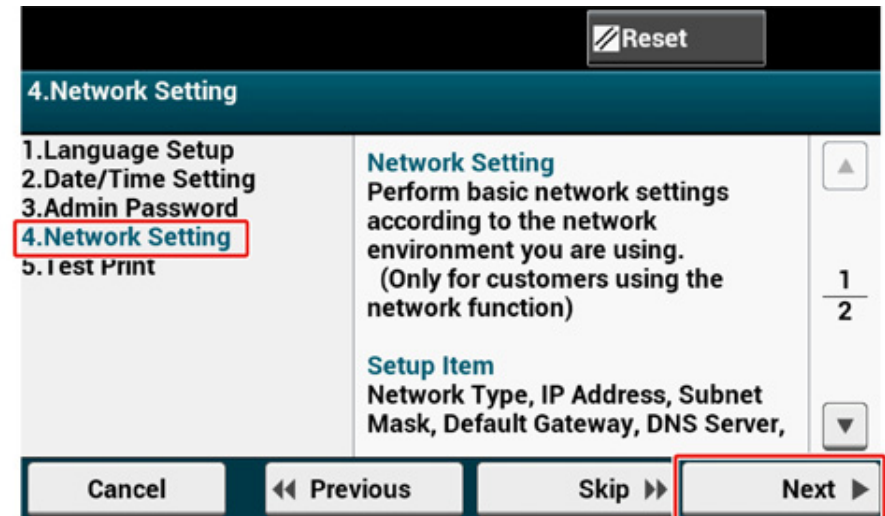 Reset
4.Network Setting
1.Language Setup
2.Date/Time Setting
3.Admin Password
4.Network Setting
5.Test Print
Network Setting
Perform basic network settings
according to the network
environment you are using.
(Only for customers using the
network function)
Setup Item
Network Type, IP Address, Subnet
Mask, Default Gateway, DNS Server,
1
2
Cancel
Previous
Skip
Next